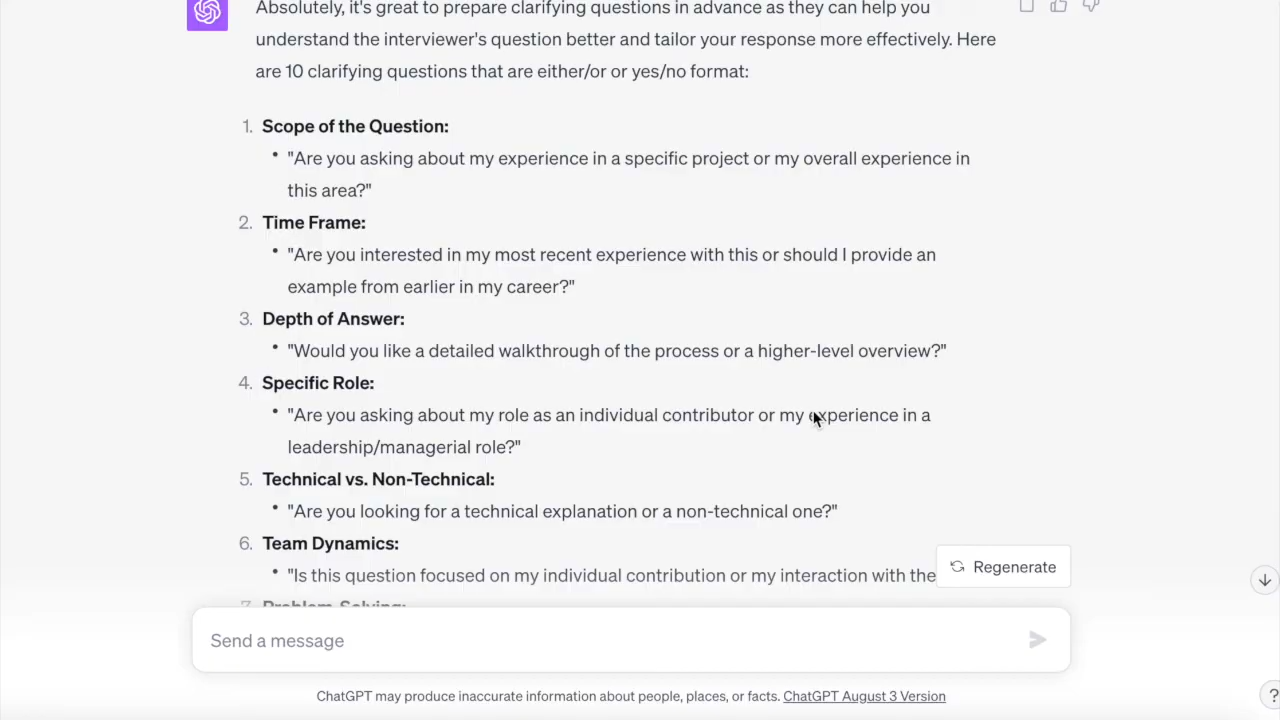 Absolutely, it's great to prepare clarifying questions in advance as they can help you
understand the interviewer's question better and tailor your response more effectively. Here
are 10 clarifying questions that are either/or or yes/no format:
1. Scope of the Question:
• "Are you asking about my experience in a specific project or my overall experience in
this area?"
2. Time Frame:
• "Are you interested in my most recent experience with this or should I provide an
example from earlier in my career?"
3. Depth of Answer:
• "Would you like a detailed walkthrough of the process or a higher-level overview?"
4. Specific Role:
• "Are you asking about my role as an individual contributor or my experience in a
leadership/managerial role?"
5. Technical vs. Non-Technical:
• "Are you looking for a technical explanation or a non-technical one?"
6. Team Dynamics:
• "Is this question focused on my individual contribution or my interaction with the
Regenerate
7. Problem-Solving:
Send a message
ChatGPT may produce inaccurate information about people, places, or facts. ChatGPT August 3 Version
?